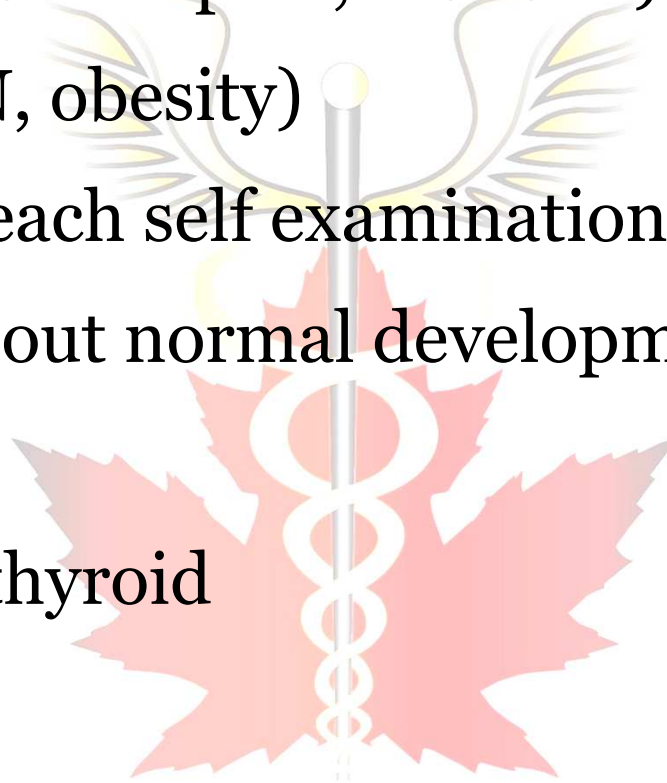 N, obesity)
each self examination
out normal developm
thyroid